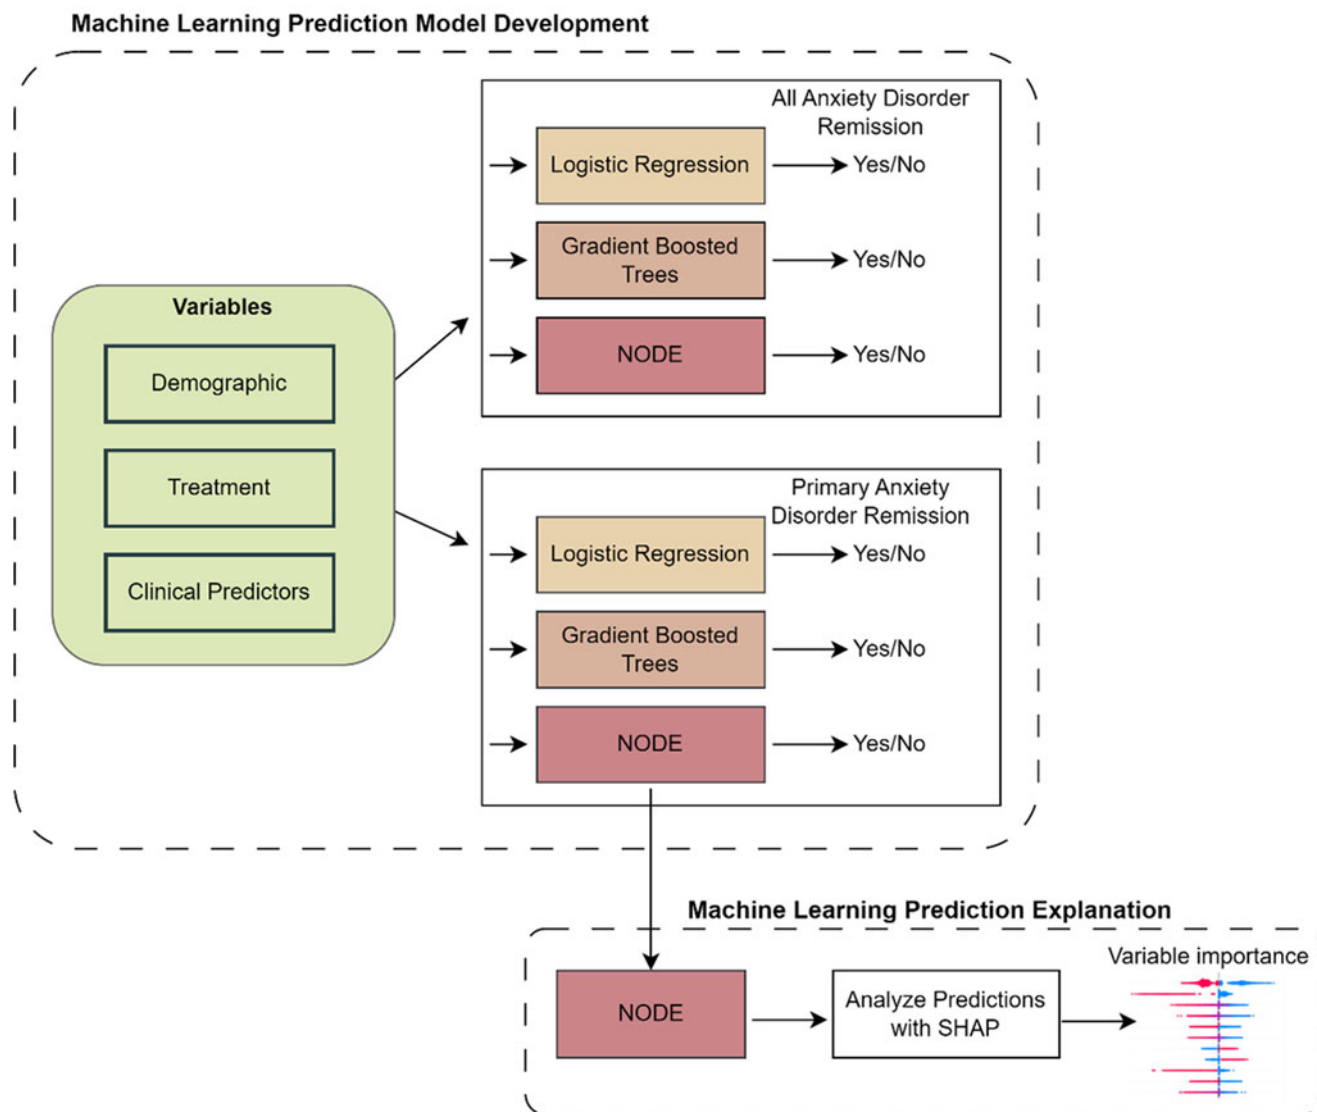 Machine Learning Prediction Model Development
Variables
Demographic
Treatment
Clinical Predictors
All Anxiety Disorder
Remission
Logistic Regression
Yes/No
Gradient Boosted
Trees
Yes/No
NODE
Yes/No
Primary Anxiety
Disorder Remission
Logistic Regression
Yes/No
Gradient Boosted
Trees
Yes/No
NODE
Yes/No
Machine Learning Prediction Explanation
NODE
Analyze Predictions
with SHAP
Variable importance